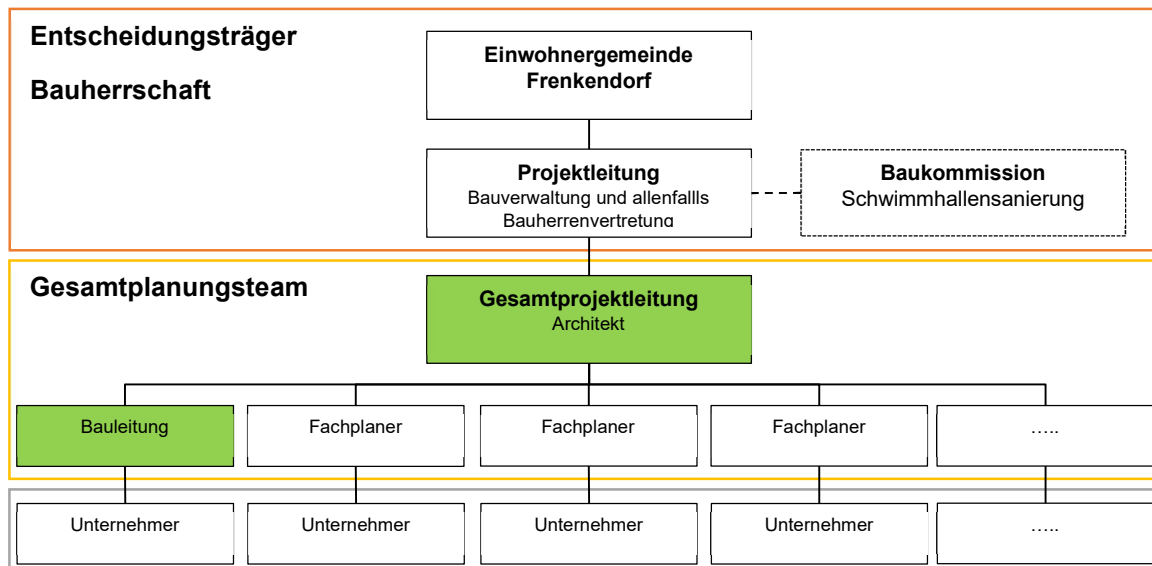 Entscheidungsträger
Bauherrschaft
Einwohnergemeinde
Frenkendorf
Projektleitung
Bauverwaltung und allenfallls
Bauherrenvertretung
Baukommission
Schwimmhallensanierung
Gesamtplanungsteam
Gesamtprojektleitung
Architekt
Bauleitung
Fachplaner
Fachplaner
Fachplaner
…..
Unternehmer
Unternehmer
Unternehmer
Unternehmer
…..